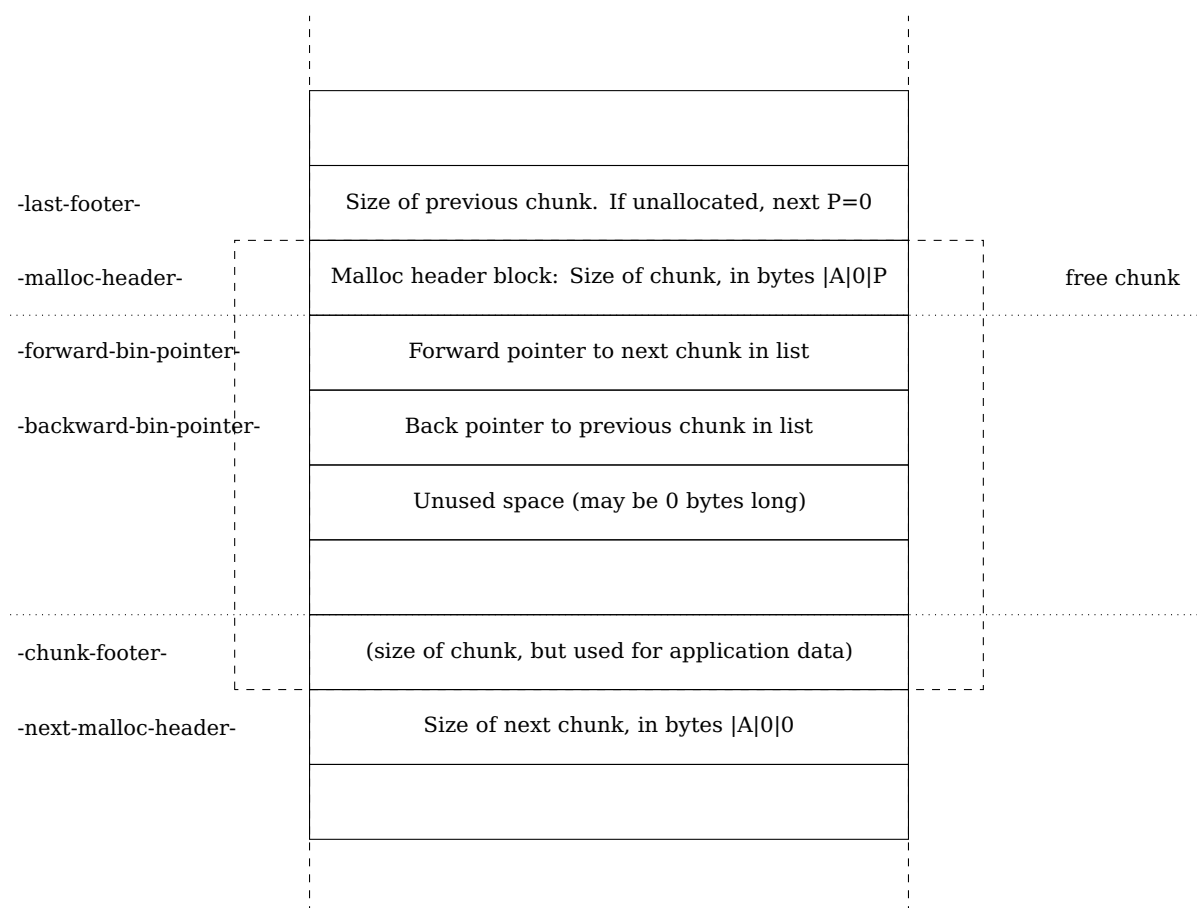 -last-footer-
Size of previous chunk. If unallocated, next P=0
-malloc-header-
Malloc header block: Size of chunk, in bytes |A|0|P
free chunk
-forward-bin-pointer-
Forward pointer to next chunk in list
-backward-bin-pointer-
Back pointer to previous chunk in list
Unused space (may be 0 bytes long)
-chunk-footer-
(size of chunk, but used for application data)
-next-malloc-header-
Size of next chunk, in bytes |A|0|0